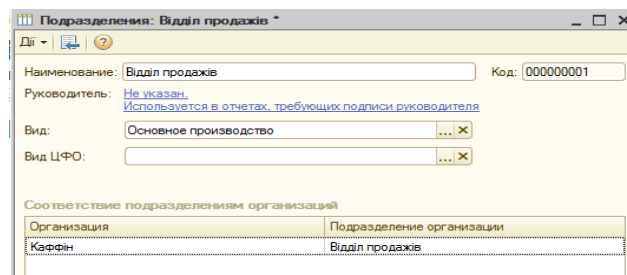 Подразделения: Відділ продажів *
Дії
Наименование: Відділ продажів Код: 000000001
Руководитель: Не указан.
Используется в отчетах, требующих подписи руководителя
Вид: Основное производство ... ×
Вид ЦФО: ... ×
Соответствие подразделениям организаций
Организация Подразделение организации
Каффін Відділ продажів